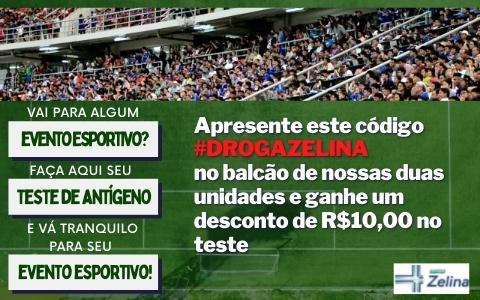 VAI PARA ALGUM
EVENTO ESPORTIVO?
FAÇA AQUI SEU
TESTE DE ANTÍGENO
E VÁ TRANQUILO
PARA SEU
EVENTO ESPORTIVO!
Apresente este código
#DROGAZELINA
no balcão de nossas duas
unidades e ganhe um
desconto de R$10,00 no
teste
Zelina